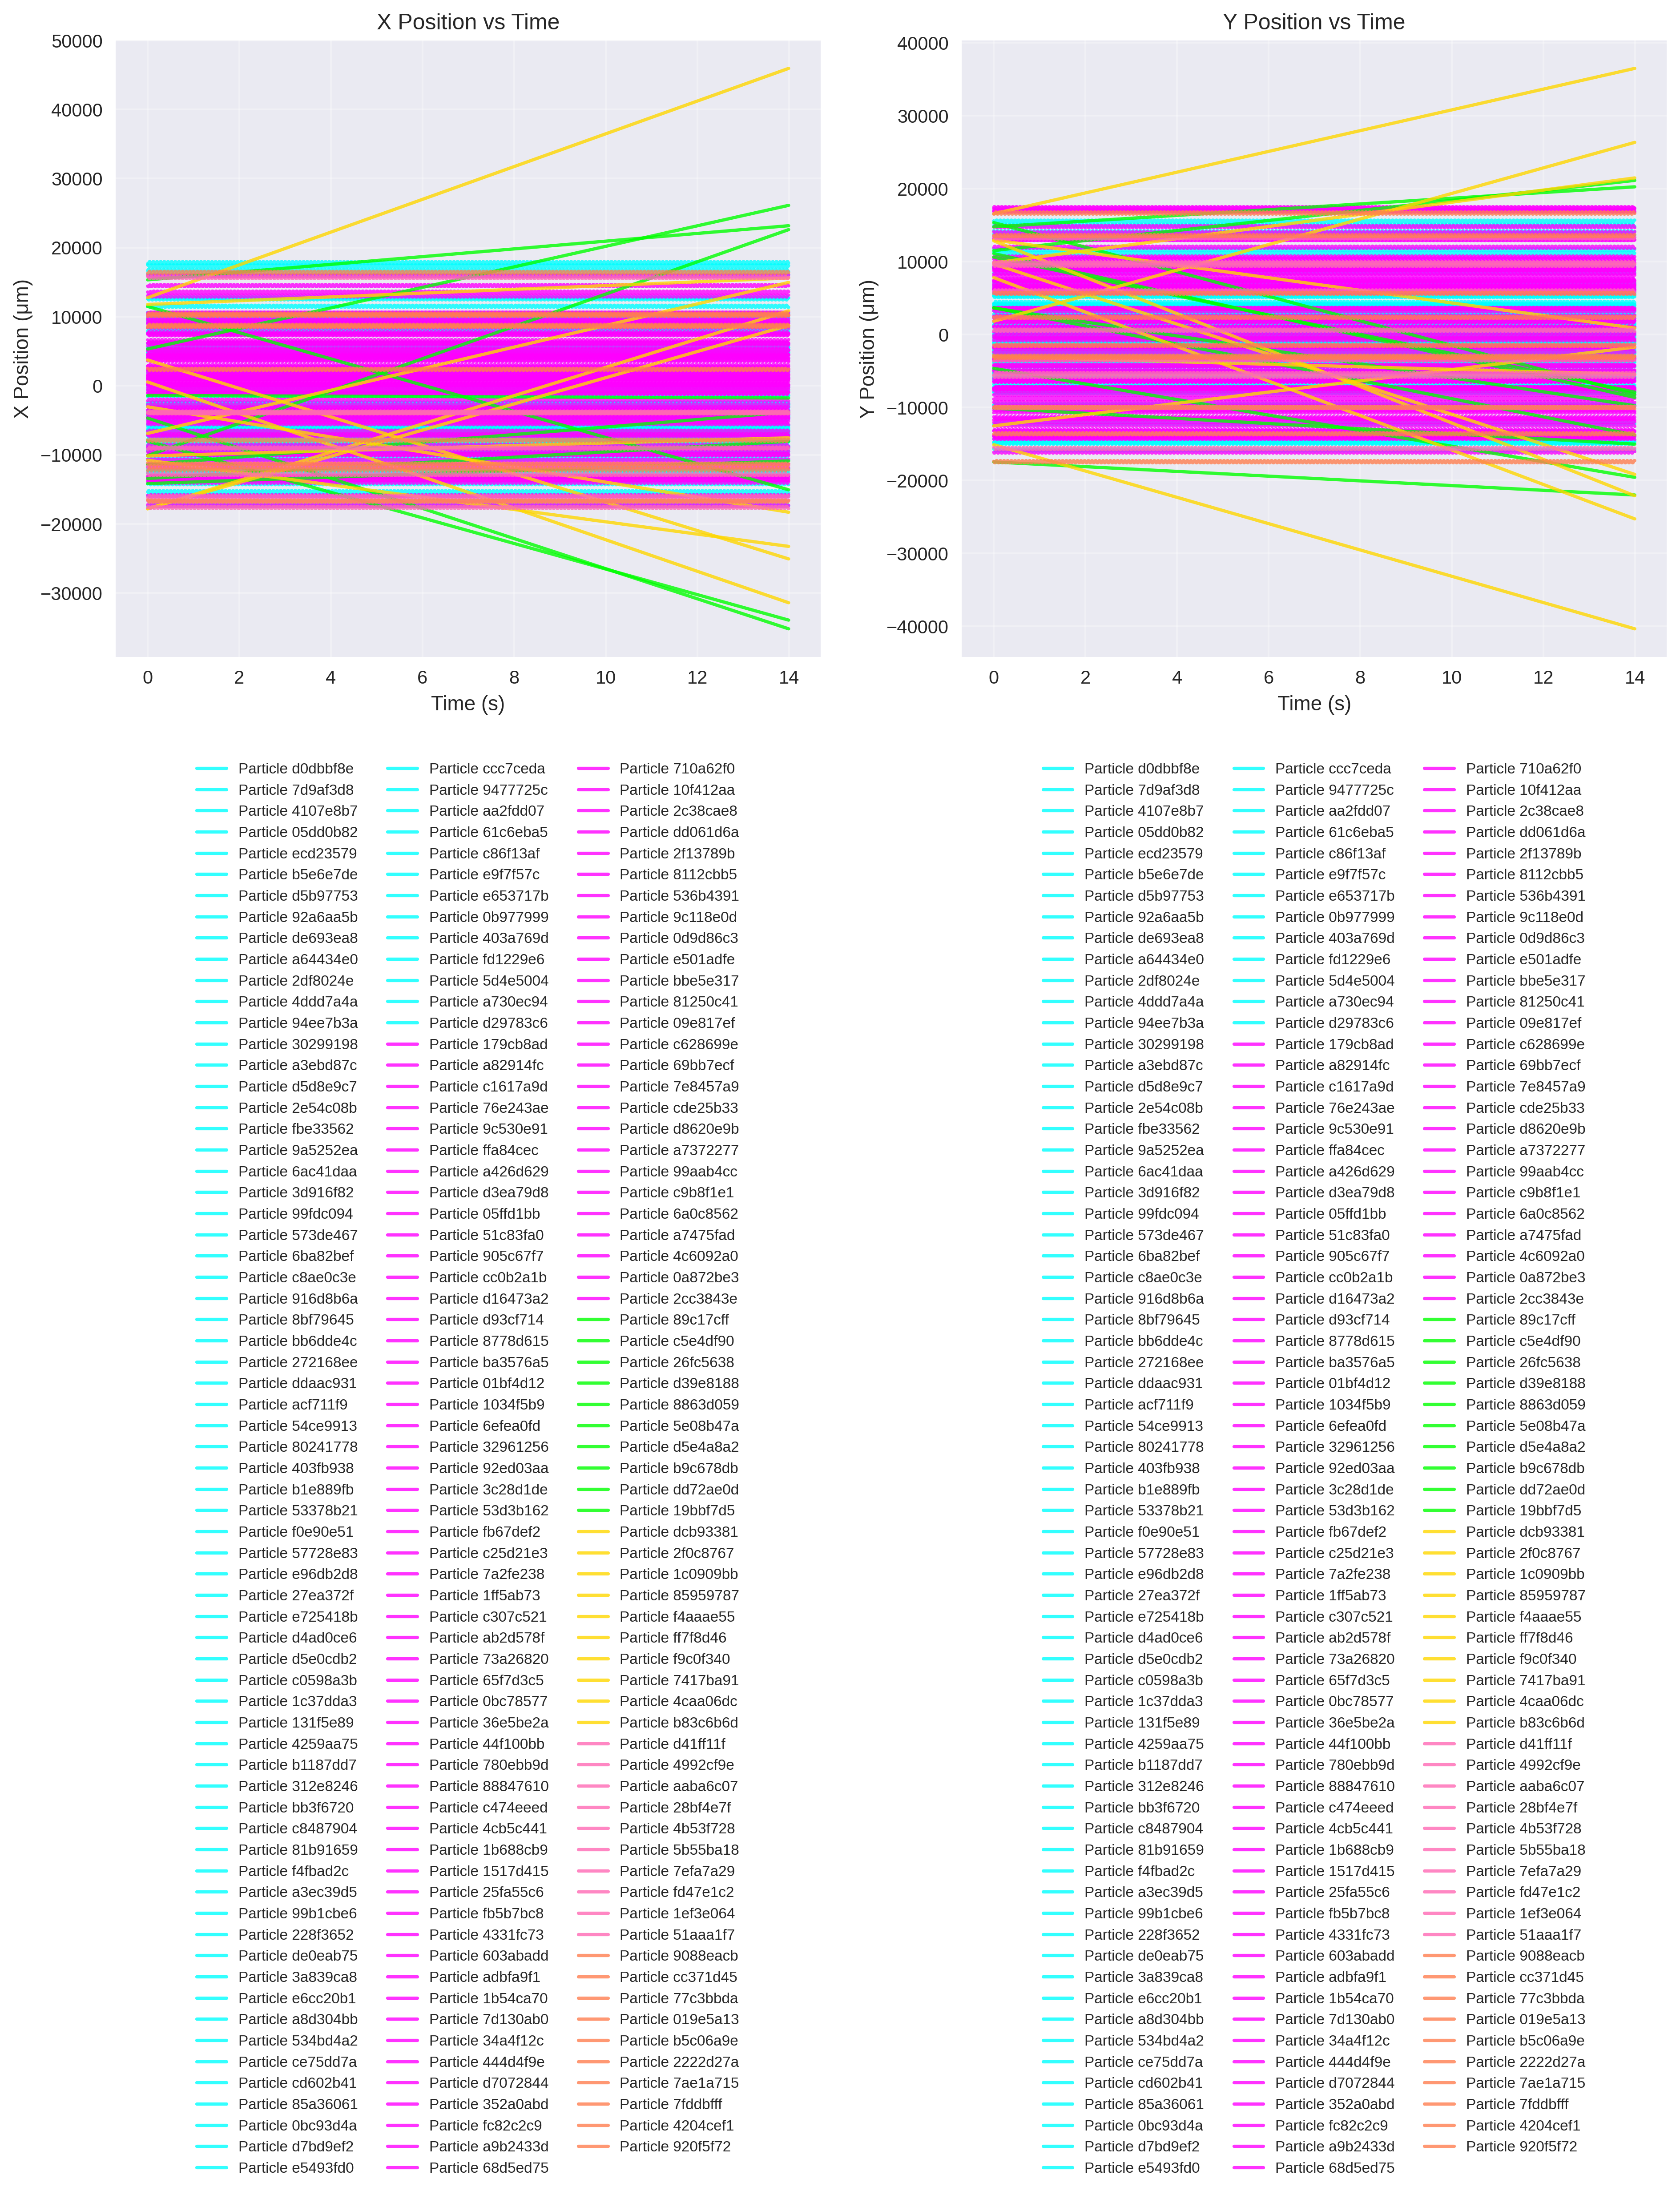 X Position vs Time
50000
40000
30000
20000
10000
0
−10000
−20000
−30000
X Position (μm)
0 2 4 6 8 10 12 14
Time (s)
Particle d0dbbf8e
Particle 7d9af3d8
Particle 4107e8b7
Particle 05dd0b82
Particle ecd23579
Particle b5e6e7de
Particle d5b97753
Particle 92a6aa5b
Particle de693ea8
Particle a64434e0
Particle 2df8024e
Particle 4ddd7a4a
Particle 94ee7b3a
Particle 30299198
Particle a3ebd87c
Particle d5d8e9c7
Particle 2e54c08b
Particle fbe33562
Particle 9a5252ea
Particle 6ac41daa
Particle 3d916f82
Particle 99fdc094
Particle 573de467
Particle 6ba82bef
Particle c8ae0c3e
Particle 916d8b6a
Particle 8bf79645
Particle bb6dde4c
Particle 272168ee
Particle ddaac931
Particle acf711f9
Particle 54ce9913
Particle 80241778
Particle 403fb938
Particle b1e889fb
Particle 53378b21
Particle f0e90e51
Particle 57728e83
Particle e96db2d8
Particle 27ea372f
Particle e725418b
Particle d4ad0ce6
Particle d5e0cdb2
Particle c0598a3b
Particle 1c37dda3
Particle 131f5e89
Particle 4259aa75
Particle b1187dd7
Particle 312e8246
Particle bb3f6720
Particle c8487904
Particle 81b91659
Particle f4fbad2c
Particle a3ec39d5
Particle 99b1cbe6
Particle 228f3652
Particle de0eab75
Particle 3a839ca8
Particle e6cc20b1
Particle a8d304bb
Particle 534bd4a2
Particle ce75dd7a
Particle cd602b41
Particle 85a36061
Particle 0bc93d4a
Particle d7bd9ef2
Particle e5493fd0
Particle ccc7ceda
Particle 9477725c
Particle aa2fdd07
Particle 61c6eba5
Particle c86f13af
Particle e9f7f57c
Particle e653717b
Particle 0b977999
Particle 403a769d
Particle fd1229e6
Particle 5d4e5004
Particle a730ec94
Particle d29783c6
Particle 179cb8ad
Particle a82914fc
Particle c1617a9d
Particle 76e243ae
Particle 9c530e91
Particle ffa84cec
Particle a426d629
Particle d3ea79d8
Particle 05ffd1bb
Particle 51c83fa0
Particle 905c67f7
Particle cc0b2a1b
Particle d16473a2
Particle d93cf714
Particle 8778d615
Particle ba3576a5
Particle 01bf4d12
Particle 1034f5b9
Particle 6efea0fd
Particle 32961256
Particle 92ed03aa
Particle 3c28d1de
Particle 53d3b162
Particle fb67def2
Particle c25d21e3
Particle 7a2fe238
Particle 1ff5ab73
Particle c307c521
Particle ab2d578f
Particle 73a26820
Particle 65f7d3c5
Particle 0bc78577
Particle 36e5be2a
Particle 44f100bb
Particle 780ebb9d
Particle 88847610
Particle c474eeed
Particle 4cb5c441
Particle 1b688cb9
Particle 1517d415
Particle 25fa55c6
Particle fb5b7bc8
Particle 4331fc73
Particle 603abadd
Particle adbfa9f1
Particle 1b54ca70
Particle 7d130ab0
Particle 34a4f12c
Particle 444d4f9e
Particle d7072844
Particle 352a0abd
Particle fc82c2c9
Particle a9b2433d
Particle 68d5ed75
Particle 710a62f0
Particle 10f412aa
Particle 2c38cae8
Particle dd061d6a
Particle 2f13789b
Particle 8112cbb5
Particle 536b4391
Particle 9c118e0d
Particle 0d9d86c3
Particle e501adfe
Particle bbe5e317
Particle 81250c41
Particle 09e817ef
Particle c628699e
Particle 69bb7ecf
Particle 7e8457a9
Particle cde25b33
Particle d8620e9b
Particle a7372277
Particle 99aab4cc
Particle c9b8f1e1
Particle 6a0c8562
Particle a7475fad
Particle 4c6092a0
Particle 0a872be3
Particle 2cc3843e
Particle 89c17cff
Particle c5e4df90
Particle 26fc5638
Particle d39e8188
Particle 8863d059
Particle 5e08b47a
Particle d5e4a8a2
Particle b9c678db
Particle dd72ae0d
Particle 19bbf7d5
Particle dcb93381
Particle 2f0c8767
Particle 1c0909bb
Particle 85959787
Particle f4aaae55
Particle ff7f8d46
Particle f9c0f340
Particle 7417ba91
Particle 4caa06dc
Particle b83c6b6d
Particle d41ff11f
Particle 4992cf9e
Particle aaba6c07
Particle 28bf4e7f
Particle 4b53f728
Particle 5b55ba18
Particle 7efa7a29
Particle fd47e1c2
Particle 1ef3e064
Particle 51aaa1f7
Particle 9088eacb
Particle cc371d45
Particle 77c3bbda
Particle 019e5a13
Particle b5c06a9e
Particle 2222d27a
Particle 7ae1a715
Particle 7fddbfff
Particle 4204cef1
Particle 920f5f72
Y Position vs Time
40000
30000
20000
10000
0
−10000
−20000
−30000
−40000
Y Position (μm)
0 2 4 6 8 10 12 14
Time (s)
Particle d0dbbf8e
Particle 7d9af3d8
Particle 4107e8b7
Particle 05dd0b82
Particle ecd23579
Particle b5e6e7de
Particle d5b97753
Particle 92a6aa5b
Particle de693ea8
Particle a64434e0
Particle 2df8024e
Particle 4ddd7a4a
Particle 94ee7b3a
Particle 30299198
Particle a3ebd87c
Particle d5d8e9c7
Particle 2e54c08b
Particle fbe33562
Particle 9a5252ea
Particle 6ac41daa
Particle 3d916f82
Particle 99fdc094
Particle 573de467
Particle 6ba82bef
Particle c8ae0c3e
Particle 916d8b6a
Particle 8bf79645
Particle bb6dde4c
Particle 272168ee
Particle ddaac931
Particle acf711f9
Particle 54ce9913
Particle 80241778
Particle 403fb938
Particle b1e889fb
Particle 53378b21
Particle f0e90e51
Particle 57728e83
Particle e96db2d8
Particle 27ea372f
Particle e725418b
Particle d4ad0ce6
Particle d5e0cdb2
Particle c0598a3b
Particle 1c37dda3
Particle 131f5e89
Particle 4259aa75
Particle b1187dd7
Particle 312e8246
Particle bb3f6720
Particle c8487904
Particle 81b91659
Particle f4fbad2c
Particle a3ec39d5
Particle 99b1cbe6
Particle 228f3652
Particle de0eab75
Particle 3a839ca8
Particle e6cc20b1
Particle a8d304bb
Particle 534bd4a2
Particle ce75dd7a
Particle cd602b41
Particle 85a36061
Particle 0bc93d4a
Particle d7bd9ef2
Particle e5493fd0
Particle ccc7ceda
Particle 9477725c
Particle aa2fdd07
Particle 61c6eba5
Particle c86f13af
Particle e9f7f57c
Particle e653717b
Particle 0b977999
Particle 403a769d
Particle fd1229e6
Particle 5d4e5004
Particle a730ec94
Particle d29783c6
Particle 179cb8ad
Particle a82914fc
Particle c1617a9d
Particle 76e243ae
Particle 9c530e91
Particle ffa84cec
Particle a426d629
Particle d3ea79d8
Particle 05ffd1bb
Particle 51c83fa0
Particle 905c67f7
Particle cc0b2a1b
Particle d16473a2
Particle d93cf714
Particle 8778d615
Particle ba3576a5
Particle 01bf4d12
Particle 1034f5b9
Particle 6efea0fd
Particle 32961256
Particle 92ed03aa
Particle 3c28d1de
Particle 53d3b162
Particle fb67def2
Particle c25d21e3
Particle 7a2fe238
Particle 1ff5ab73
Particle c307c521
Particle ab2d578f
Particle 73a26820
Particle 65f7d3c5
Particle 0bc78577
Particle 36e5be2a
Particle 44f100bb
Particle 780ebb9d
Particle 88847610
Particle c474eeed
Particle 4cb5c441
Particle 1b688cb9
Particle 1517d415
Particle 25fa55c6
Particle fb5b7bc8
Particle 4331fc73
Particle 603abadd
Particle adbfa9f1
Particle 1b54ca70
Particle 7d130ab0
Particle 34a4f12c
Particle 444d4f9e
Particle d7072844
Particle 352a0abd
Particle fc82c2c9
Particle a9b2433d
Particle 68d5ed75
Particle 710a62f0
Particle 10f412aa
Particle 2c38cae8
Particle dd061d6a
Particle 2f13789b
Particle 8112cbb5
Particle 536b4391
Particle 9c118e0d
Particle 0d9d86c3
Particle e501adfe
Particle bbe5e317
Particle 81250c41
Particle 09e817ef
Particle c628699e
Particle 69bb7ecf
Particle 7e8457a9
Particle cde25b33
Particle d8620e9b
Particle a7372277
Particle 99aab4cc
Particle c9b8f1e1
Particle 6a0c8562
Particle a7475fad
Particle 4c6092a0
Particle 0a872be3
Particle 2cc3843e
Particle 89c17cff
Particle c5e4df90
Particle 26fc5638
Particle d39e8188
Particle 8863d059
Particle 5e08b47a
Particle d5e4a8a2
Particle b9c678db
Particle dd72ae0d
Particle 19bbf7d5
Particle dcb93381
Particle 2f0c8767
Particle 1c0909bb
Particle 85959787
Particle f4aaae55
Particle ff7f8d46
Particle f9c0f340
Particle 7417ba91
Particle 4caa06dc
Particle b83c6b6d
Particle d41ff11f
Particle 4992cf9e
Particle aaba6c07
Particle 28bf4e7f
Particle 4b53f728
Particle 5b55ba18
Particle 7efa7a29
Particle fd47e1c2
Particle 1ef3e064
Particle 51aaa1f7
Particle 9088eacb
Particle cc371d45
Particle 77c3bbda
Particle 019e5a13
Particle b5c06a9e
Particle 2222d27a
Particle 7ae1a715
Particle 7fddbfff
Particle 4204cef1
Particle 920f5f72